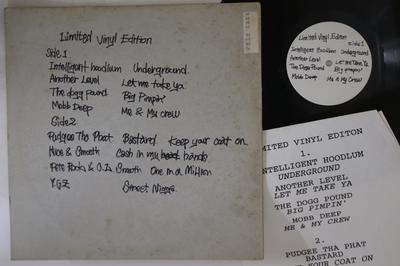 Limited Vinyl Edition
Side 1
Intelligent hoodlum Underground.
Another Level Let me take ya
The dogg pound Big Pimpin'
Mobb Deep Me & My crew
Side 2.
Pudgee Tha Phat Bastard. Keep your coat on
Nice & Smooth Cash in my hands
Pete Rock & C.L. Smooth One in a Million
Y.G'z Street Nigga.
Limited Vinyl Edition
Side 1
Intelligent Hoodlum Underground
Another Level Let me Take Ya
The Dogg Pound Big pimpin'
Mobb Deep Me & My Crew
LIMITED VINYL EDITON
1.
INTELLIGENT HOODLUM
UNDERGROUND
ANOTHER LEVEL
LET ME TAKE YA
THE DOGG POUND
BIG PIMPIN'
MOBB DEEP
ME & MY CREW
2.
PUDGEE THA PHAT
BASTARD
YOUR COAT ON